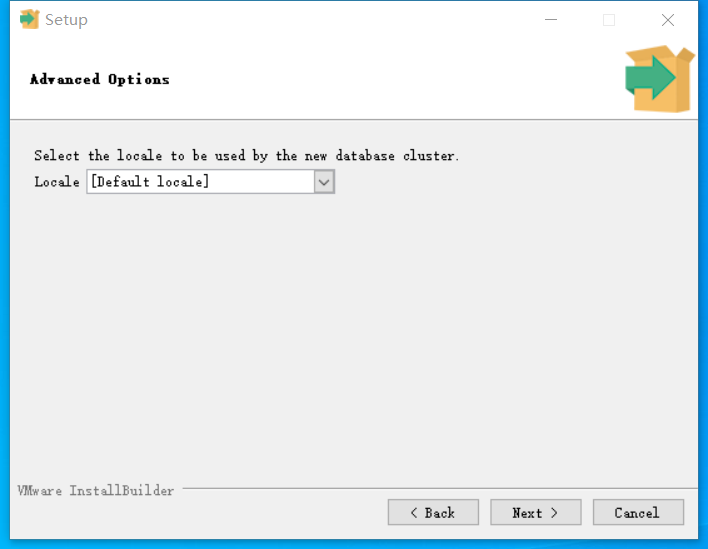 Setup
Advanced Options
Select the locale to be used by the new database cluster.
Locale [Default locale]
VMware InstallBuilder
< Back Next > Cancel